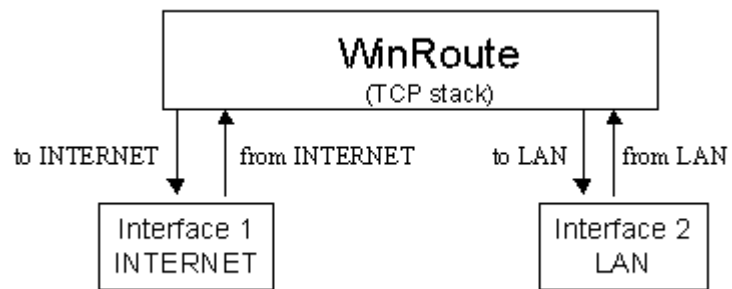 WinRoute
(TCP stack)
to INTERNET
from INTERNET
to LAN
from LAN
Interface 1
INTERNET
Interface 2
LAN